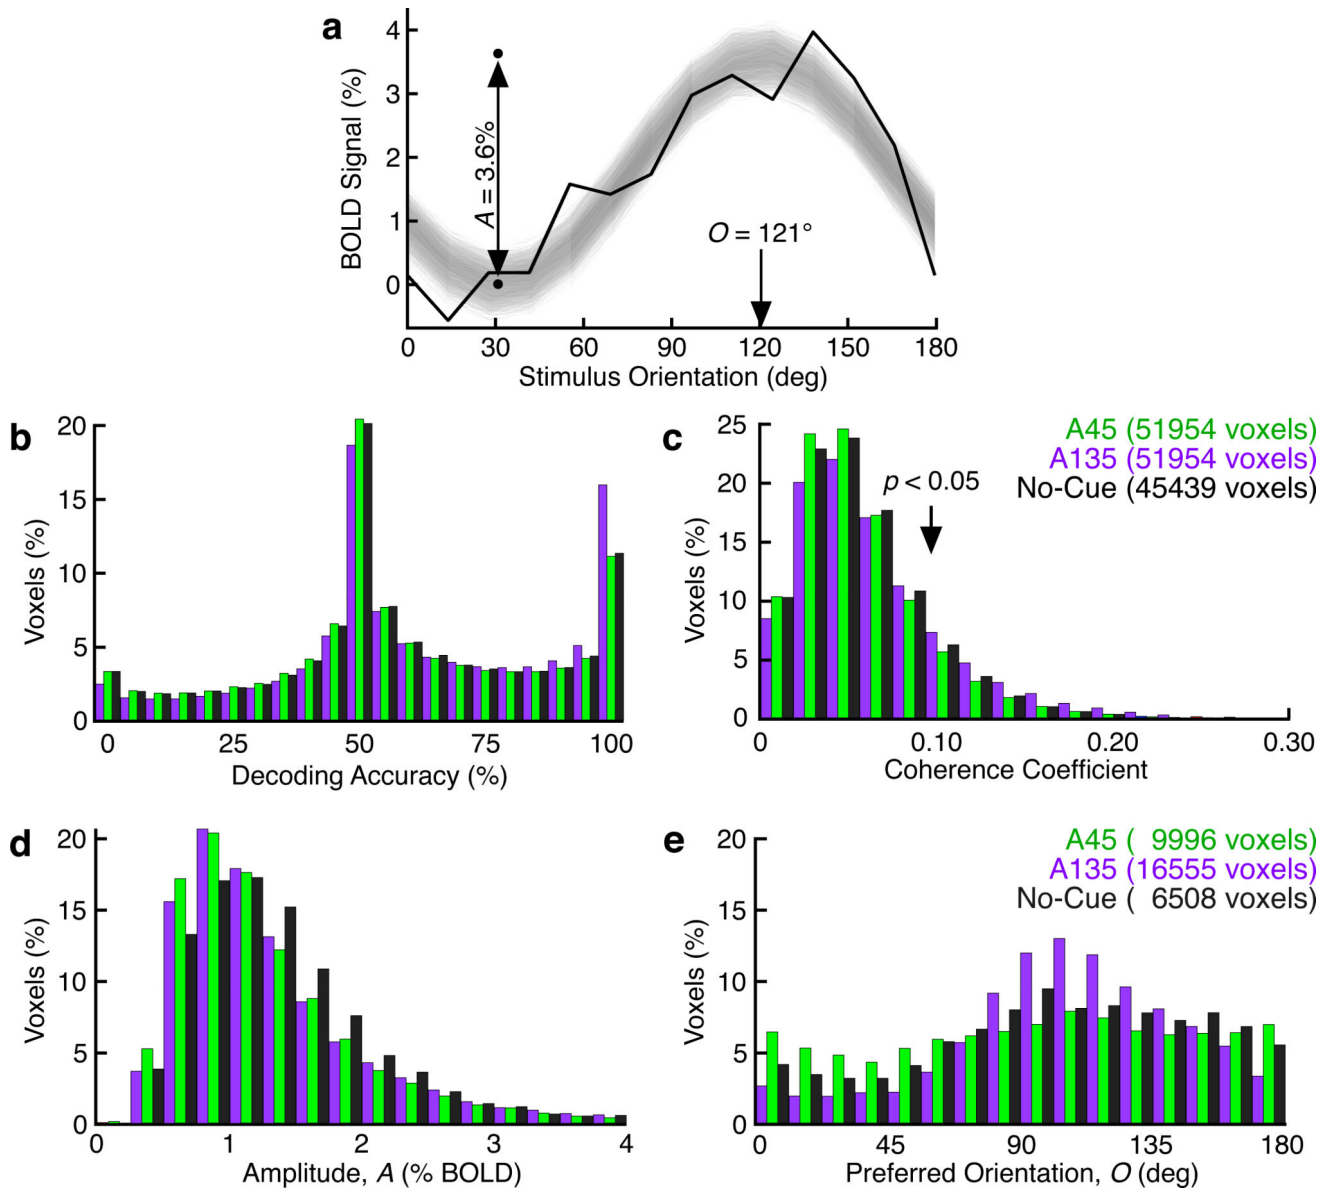 a
4
3
2
1
0
BOLD Signal (%)
A = 3.6%
O = 121°
0 30 60 90 120 150 180
Stimulus Orientation (deg)
b
20
15
10
5
0
Voxels (%)
0 25 50 75 100
Decoding Accuracy (%)
c
25
20
15
10
5
0
Voxels (%)
p < 0.05
A45 (51954 voxels)
A135 (51954 voxels)
No-Cue (45439 voxels)
0 0.10 0.20 0.30
Coherence Coefficient
d
20
15
10
5
0
Voxels (%)
0 1 2 3 4
Amplitude, A (% BOLD)
e
20
15
10
5
0
Voxels (%)
A45 ( 9996 voxels)
A135 (16555 voxels)
No-Cue ( 6508 voxels)
0 45 90 135 180
Preferred Orientation, O (deg)